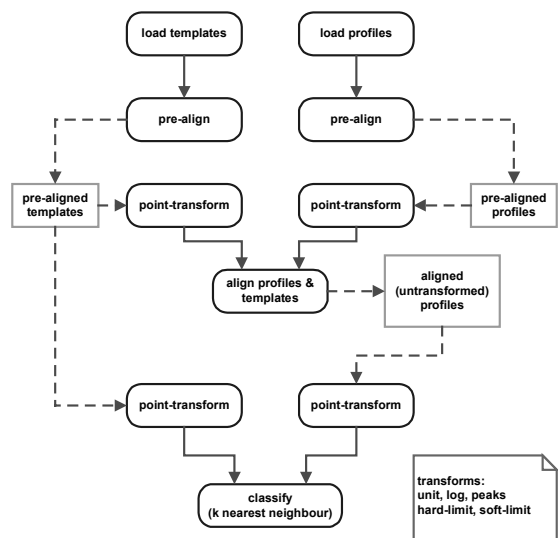 load templates
load profiles
pre-align
pre-align
pre-aligned
templates
point-transform
point-transform
pre-aligned
profiles
align profiles &
templates
aligned
(untransformed)
profiles
point-transform
point-transform
classify
(k nearest neighbour)
transforms:
unit, log, peaks
hard-limit, soft-limit